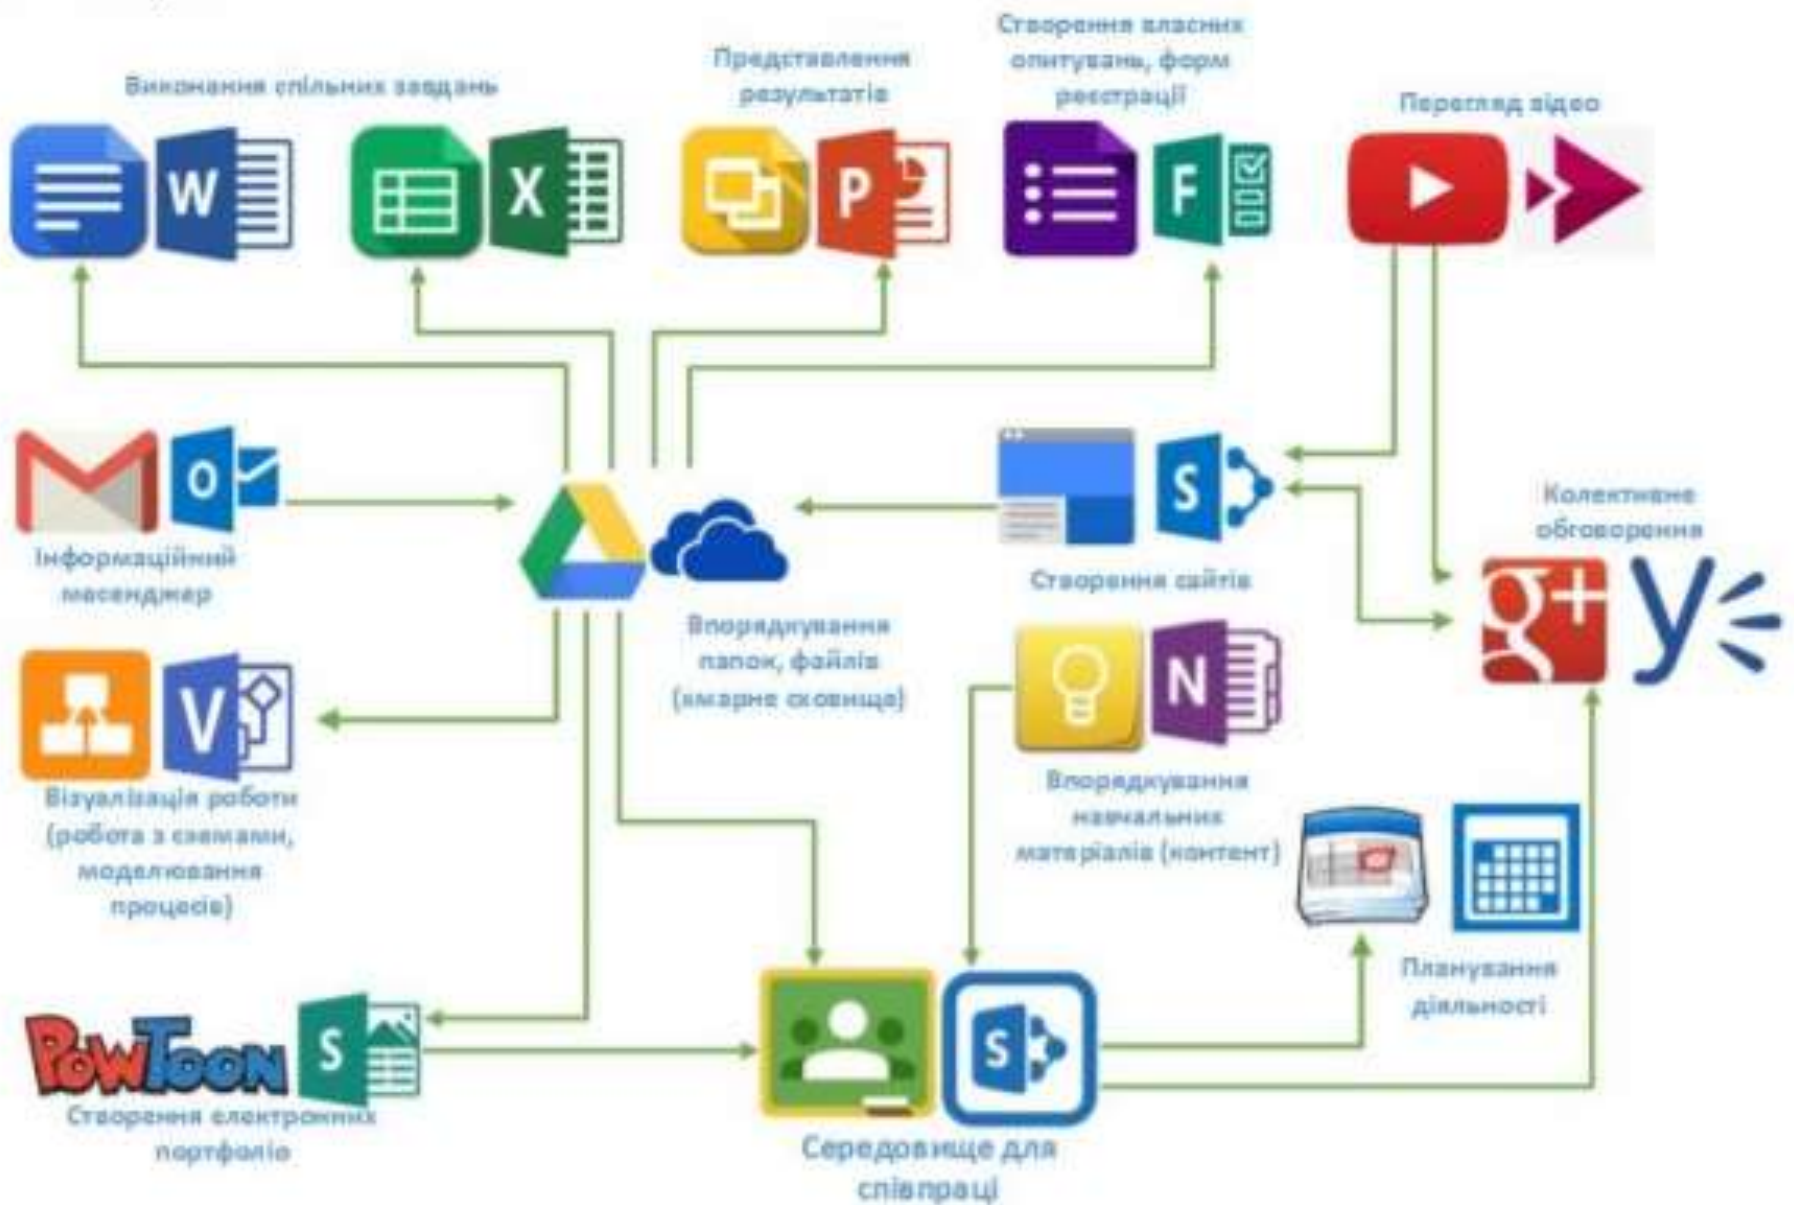 Створення власних
опитувань, форм
реєстрації
Представлення
результатів
Виконання спільних завдань
Перегляд відео
W
X
P
F
O
S
Інформаційний
месенджер
Створення сайтів
Колективне
обговорення
g+
y
Впорядкування
папок, файлів
(хмарне сховище)
V
N
Візуалізація роботи
(робота з схемами,
моделювання
процесів)
Впорядкування
навчальних
матеріалів (контент)
Планування
діяльності
PowToon
S
S
Створення електронних
портфоліо
Середовище для
співпраці